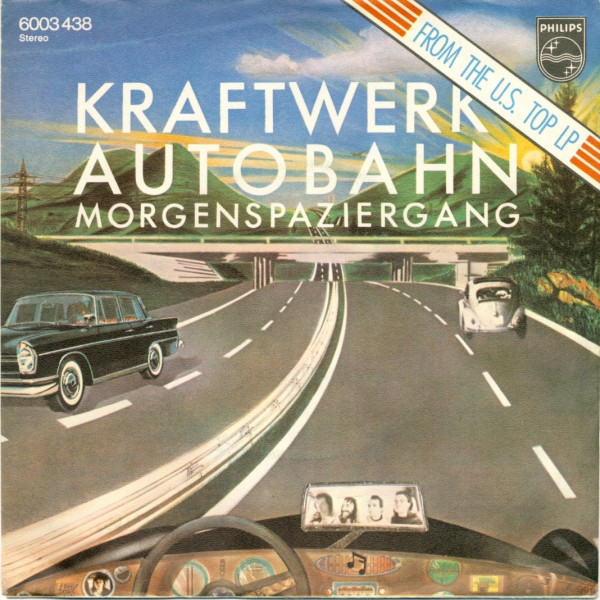 6003 438
Stereo
FROM THE U.S. TOP LP
PHILIPS
KRAFTWERK
AUTOBAHN
MORGENSPAZIERGANG